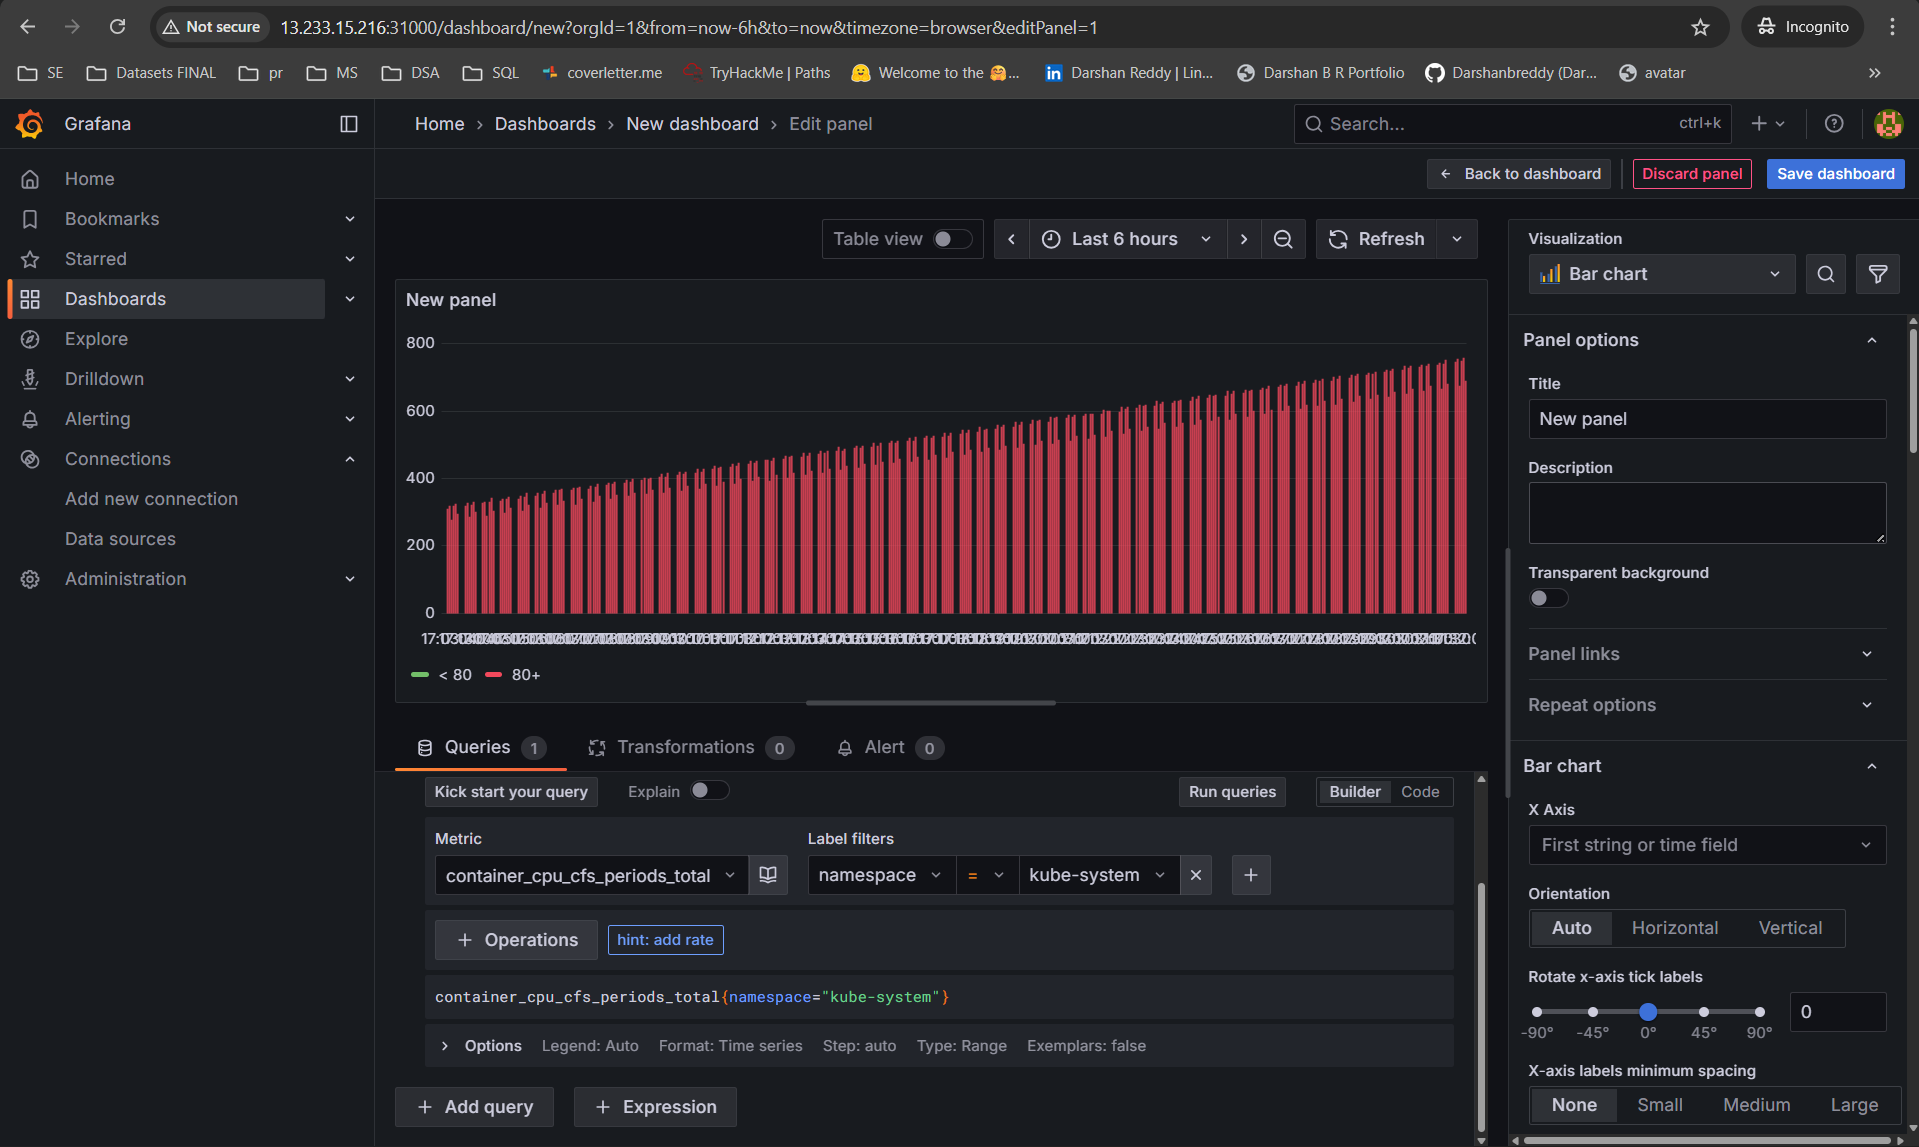 Not secure
13.233.15.216:31000/dashboard/new?orgId=1&from=now-6h&to=now&timezone=browser&editPanel=1
Incognito
SE
Datasets FINAL
pr
MS
DSA
SQL
coverletter.me
TryHackMe | Paths
Welcome to the 🤗...
Darshan Reddy | Lin...
Darshan B R Portfolio
Darshanbreddy (Dar...
avatar
Grafana
Home › Dashboards › New dashboard › Edit panel
Search...
ctrl+k
Back to dashboard
Discard panel
Save dashboard
Home
Bookmarks
Starred
Dashboards
Explore
Drilldown
Alerting
Connections
Add new connection
Data sources
Administration
Table view
Last 6 hours
Refresh
New panel
800
600
400
200
0
< 80
80+
Queries 1
Transformations 0
Alert 0
Kick start your query
Explain
Run queries
Builder
Code
Metric
Label filters
container_cpu_cfs_periods_total
namespace
=
kube-system
+ Operations
hint: add rate
container_cpu_cfs_periods_total{namespace="kube-system"}
Options
Legend: Auto
Format: Time series
Step: auto
Type: Range
Exemplars: false
+ Add query
+ Expression
Visualization
Bar chart
Panel options
Title
New panel
Description
Transparent background
Panel links
Repeat options
Bar chart
X Axis
First string or time field
Orientation
Auto
Horizontal
Vertical
Rotate x-axis tick labels
0
-90°
-45°
0°
45°
90°
X-axis labels minimum spacing
None
Small
Medium
Large